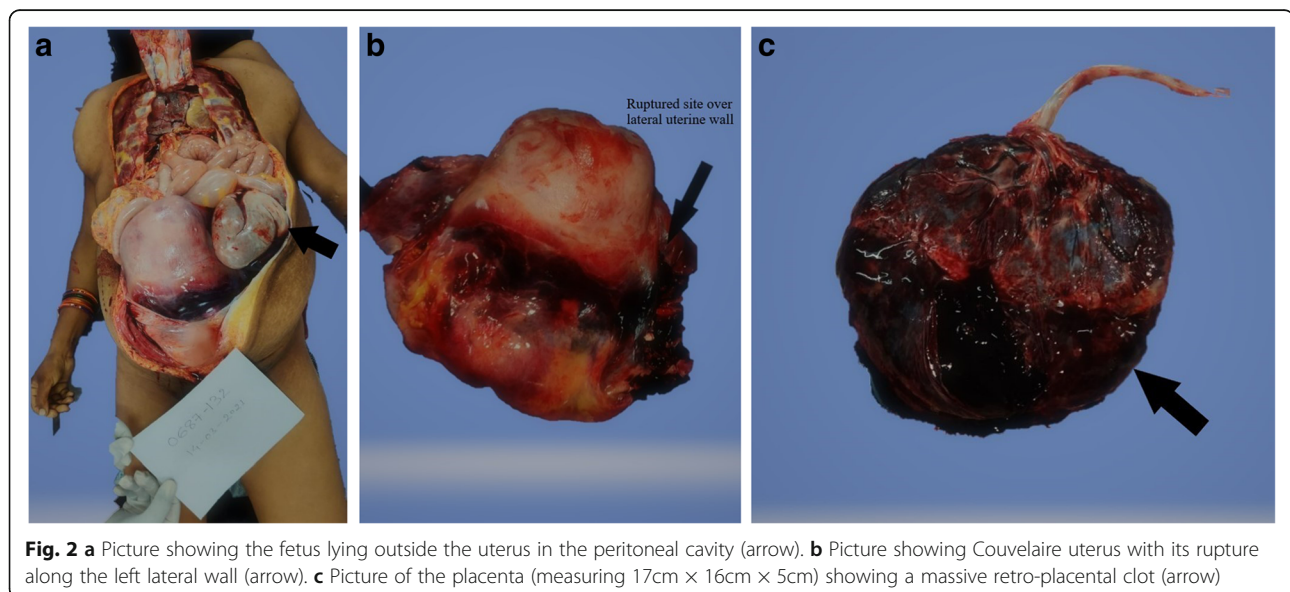 a
b
c
Ruptured site over
lateral uterine wall
0687-132
Fig. 2 a Picture showing the fetus lying outside the uterus in the peritoneal cavity (arrow). b Picture showing Couvelaire uterus with its rupture
along the left lateral wall (arrow). c Picture of the placenta (measuring 17cm × 16cm × 5cm) showing a massive retro-placental clot (arrow)